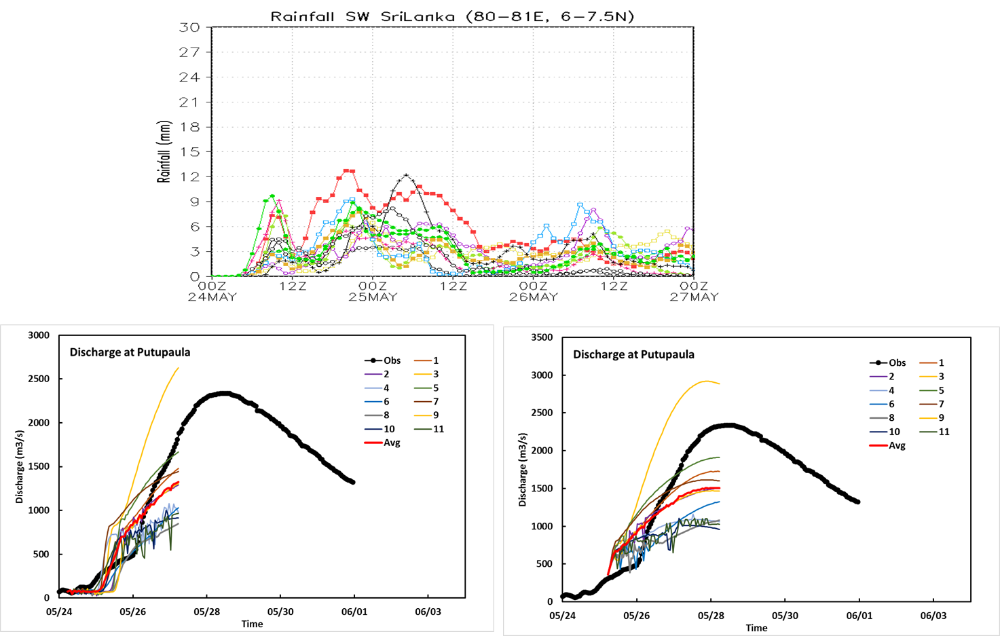 Rainfall SW SriLanka (80−81E, 6−7.5N)
30
27
24
21
18
15
12
9
6
3
0
Rainfall (mm)
00Z 12Z 00Z 12Z 00Z 12Z 00Z
24MAY 25MAY 26MAY 27MAY
Discharge at Putupaula
3000
2500
2000
1500
1000
500
0
Discharge (m3/s)
Obs 1
2 3
4 5
6 7
8 9
10 11
Avg
05/24 05/26 05/28 05/30 06/01 06/03
Time
Discharge at Putupaula
3500
3000
2500
2000
1500
1000
500
0
Discharge (m3/s)
Obs 1
2 3
4 5
6 7
8 9
10 11
Avg
05/24 05/26 05/28 05/30 06/01 06/03
Time